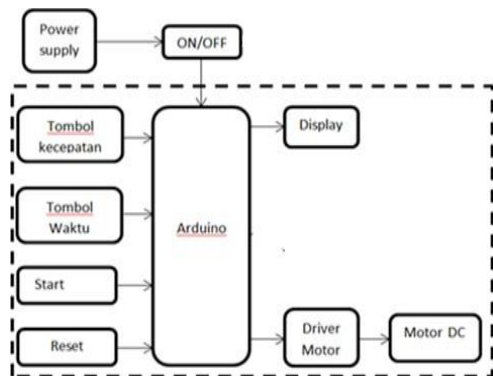 Power
supply
ON/OFF
Tombol
kecepatan
Display
Tombol
Waktu
Arduino
Start
Driver
Motor
Motor DC
Reset